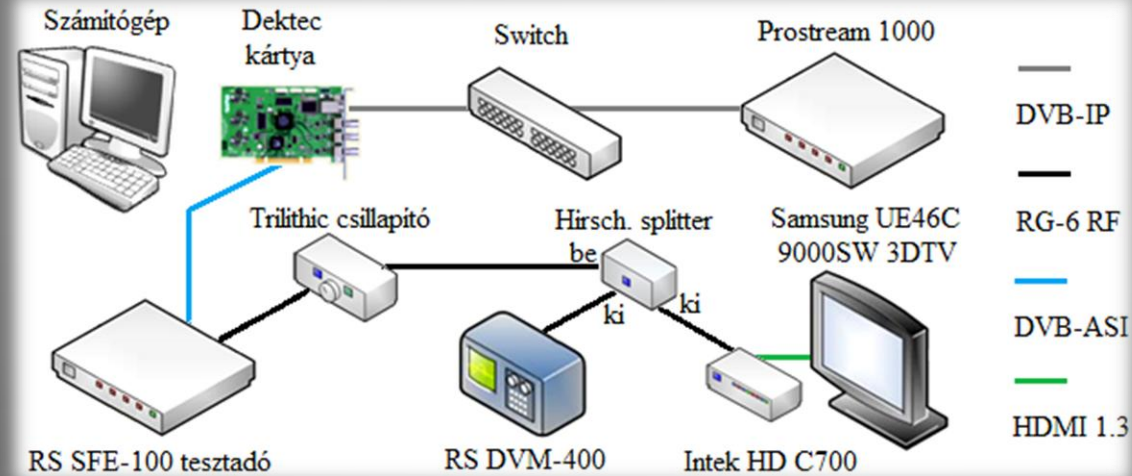 Számítógép
Dektec
kártya
Switch
Prostream 1000
DVB-IP
RG-6 RF
DVB-ASI
HDMI 1.3
Trilithic csillapító
Hirsch. splitter
be
ki
ki
Samsung UE46C
9000SW 3DTV
RS SFE-100 tesztadó
RS DVM-400
Intek HD C700